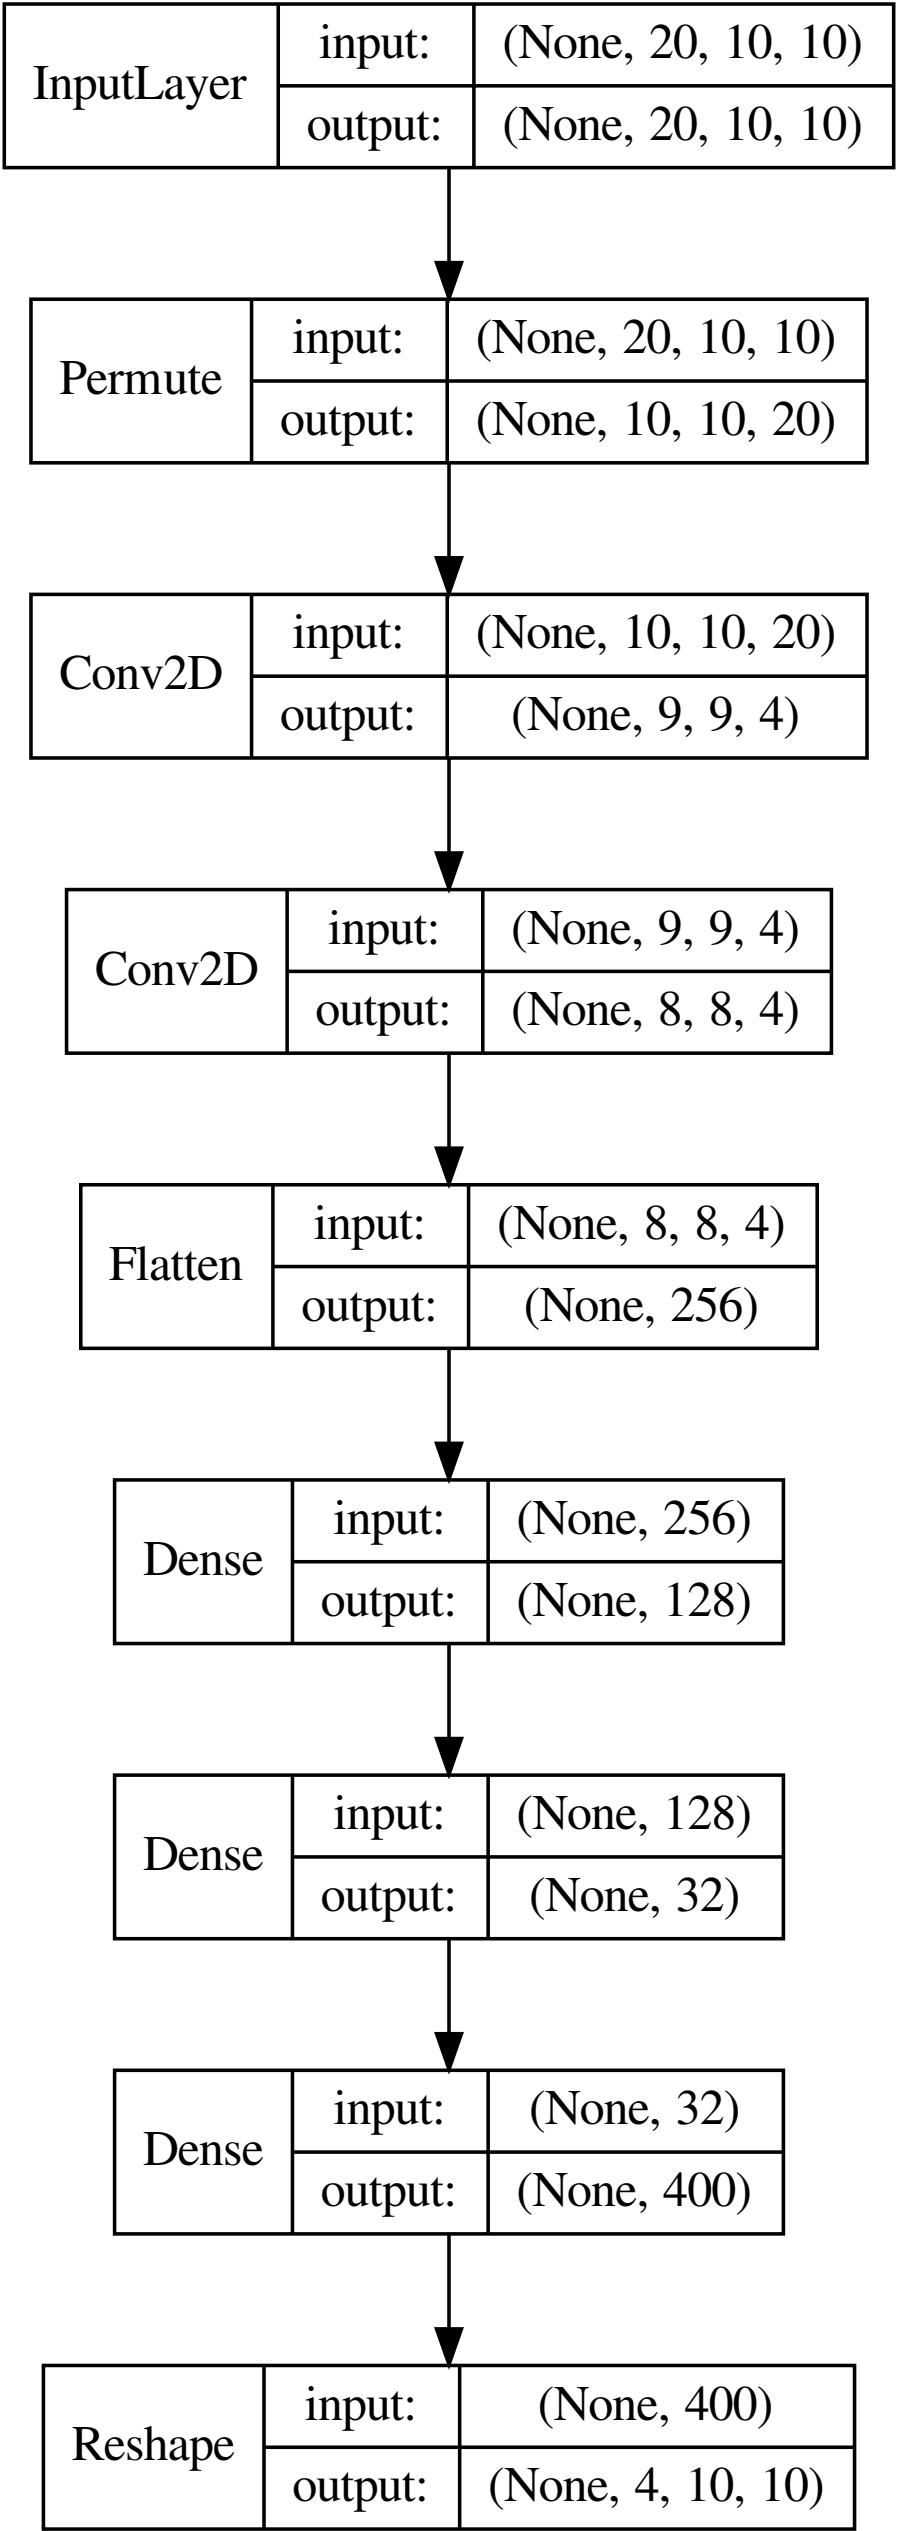 InputLayer
input: (None, 20, 10, 10)
output: (None, 20, 10, 10)
Permute
input: (None, 20, 10, 10)
output: (None, 10, 10, 20)
Conv2D
input: (None, 10, 10, 20)
output: (None, 9, 9, 4)
Conv2D
input: (None, 9, 9, 4)
output: (None, 8, 8, 4)
Flatten
input: (None, 8, 8, 4)
output: (None, 256)
Dense
input: (None, 256)
output: (None, 128)
Dense
input: (None, 128)
output: (None, 32)
Dense
input: (None, 32)
output: (None, 400)
Reshape
input: (None, 400)
output: (None, 4, 10, 10)